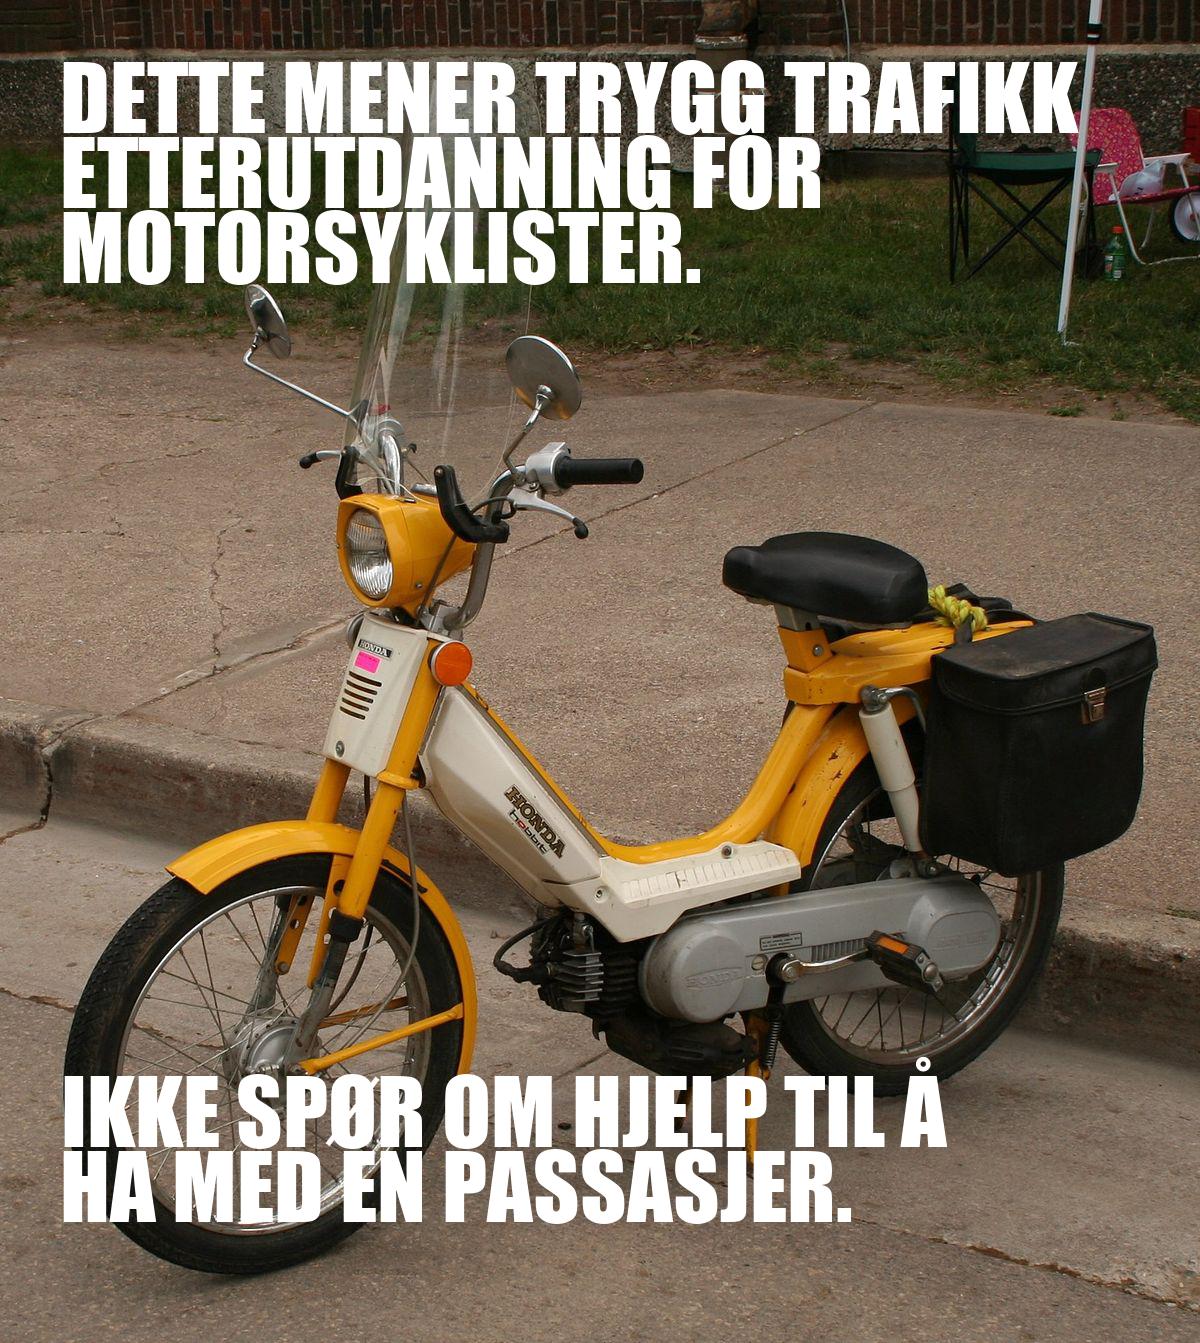 DETTE MENER TRYGG TRAFIKK
ETTERUTDANNING FOR
MOTORSYKLISTER.
HONDA
HONDA
hobbit
HONDA
IKKE SPØR OM HJELP TIL Å
HA MED EN PASSASJER.